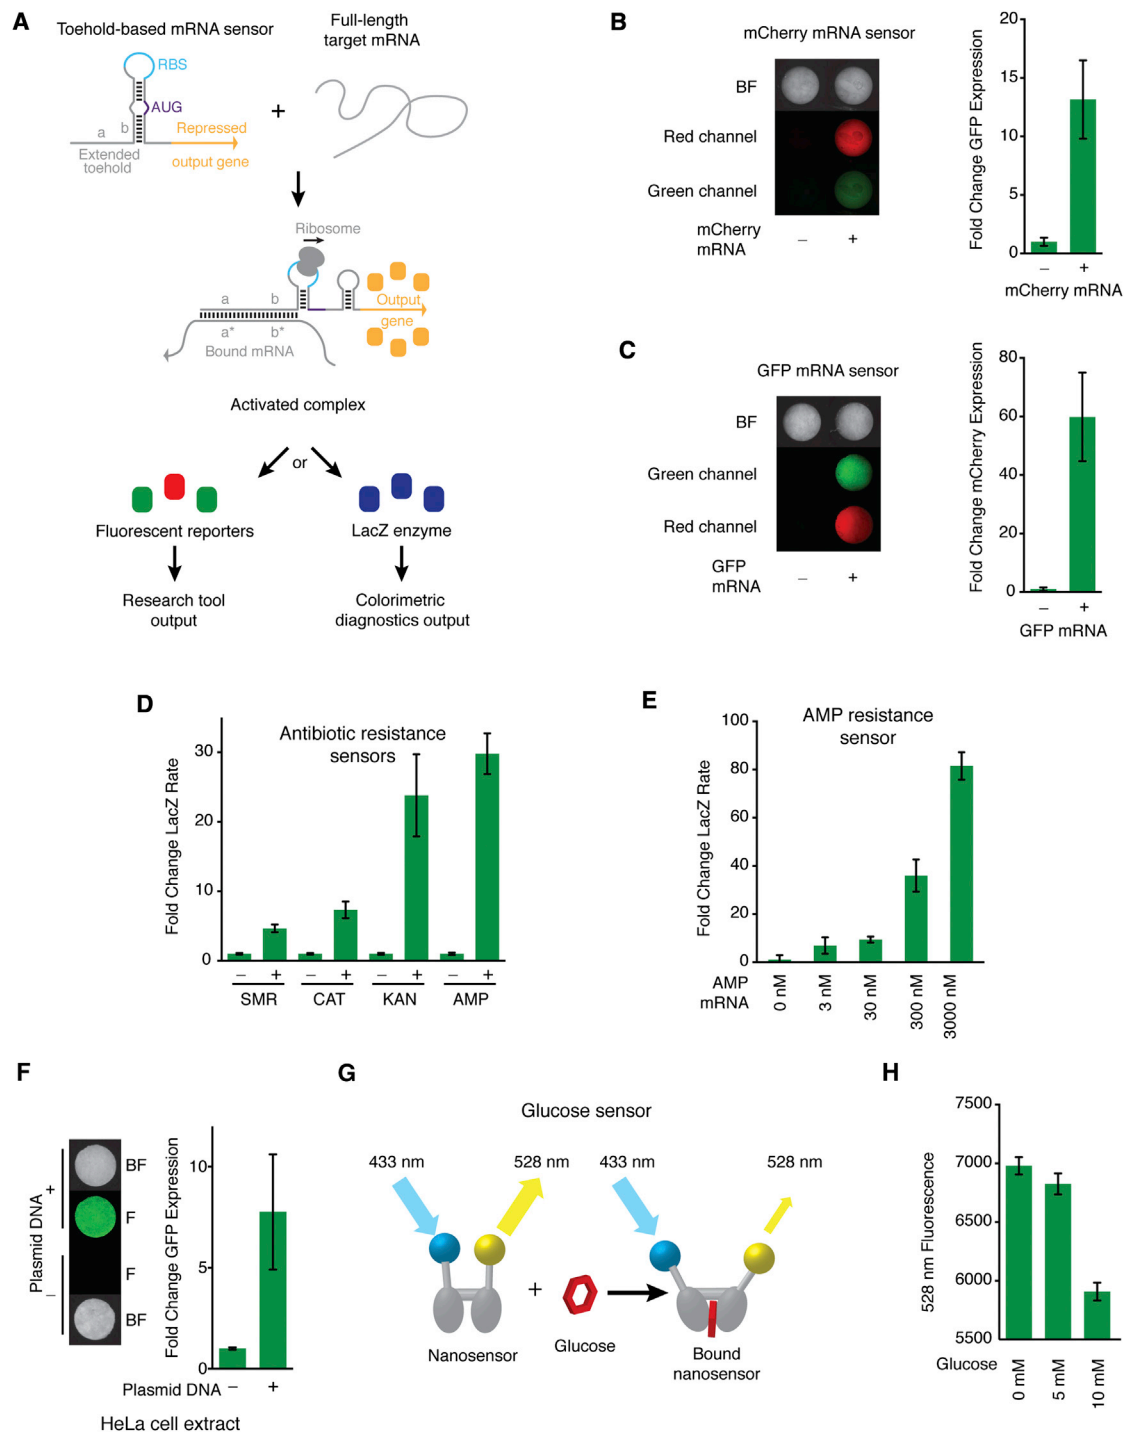 A
Toehold-based mRNA sensor
Full-length
target mRNA
RBS
AUG
a
b
Repressed
output gene
Extended
toehold
+
Ribosome
a
b
Output
gene
a*
b*
Bound mRNA
Activated complex
or
Fluorescent reporters
LacZ enzyme
Research tool
output
Colorimetric
diagnostics output
B
mCherry mRNA sensor
BF
Red channel
Green channel
mCherry
mRNA
–
+
Fold Change GFP Expression
20
15
10
5
0
–
+
mCherry mRNA
C
GFP mRNA sensor
BF
Green channel
Red channel
GFP
mRNA
–
+
Fold Change mCherry Expression
80
60
40
20
0
–
+
GFP mRNA
D
Antibiotic resistance
sensors
Fold Change LacZ Rate
30
20
10
0
– + – + – + – +
SMR CAT KAN AMP
E
AMP resistance
sensor
Fold Change LacZ Rate
100
80
60
40
20
0
AMP
mRNA
0 nM
3 nM
30 nM
300 nM
3000 nM
F
Plasmid DNA
+
–
BF
F
F
BF
Fold Change GFP Expression
10
5
0
Plasmid DNA – +
HeLa cell extract
G
Glucose sensor
433 nm
528 nm
433 nm
528 nm
+
Nanosensor
Glucose
Bound
nanosensor
H
528 nm Fluorescence
7500
7000
6500
6000
5500
Glucose
0 mM
5 mM
10 mM